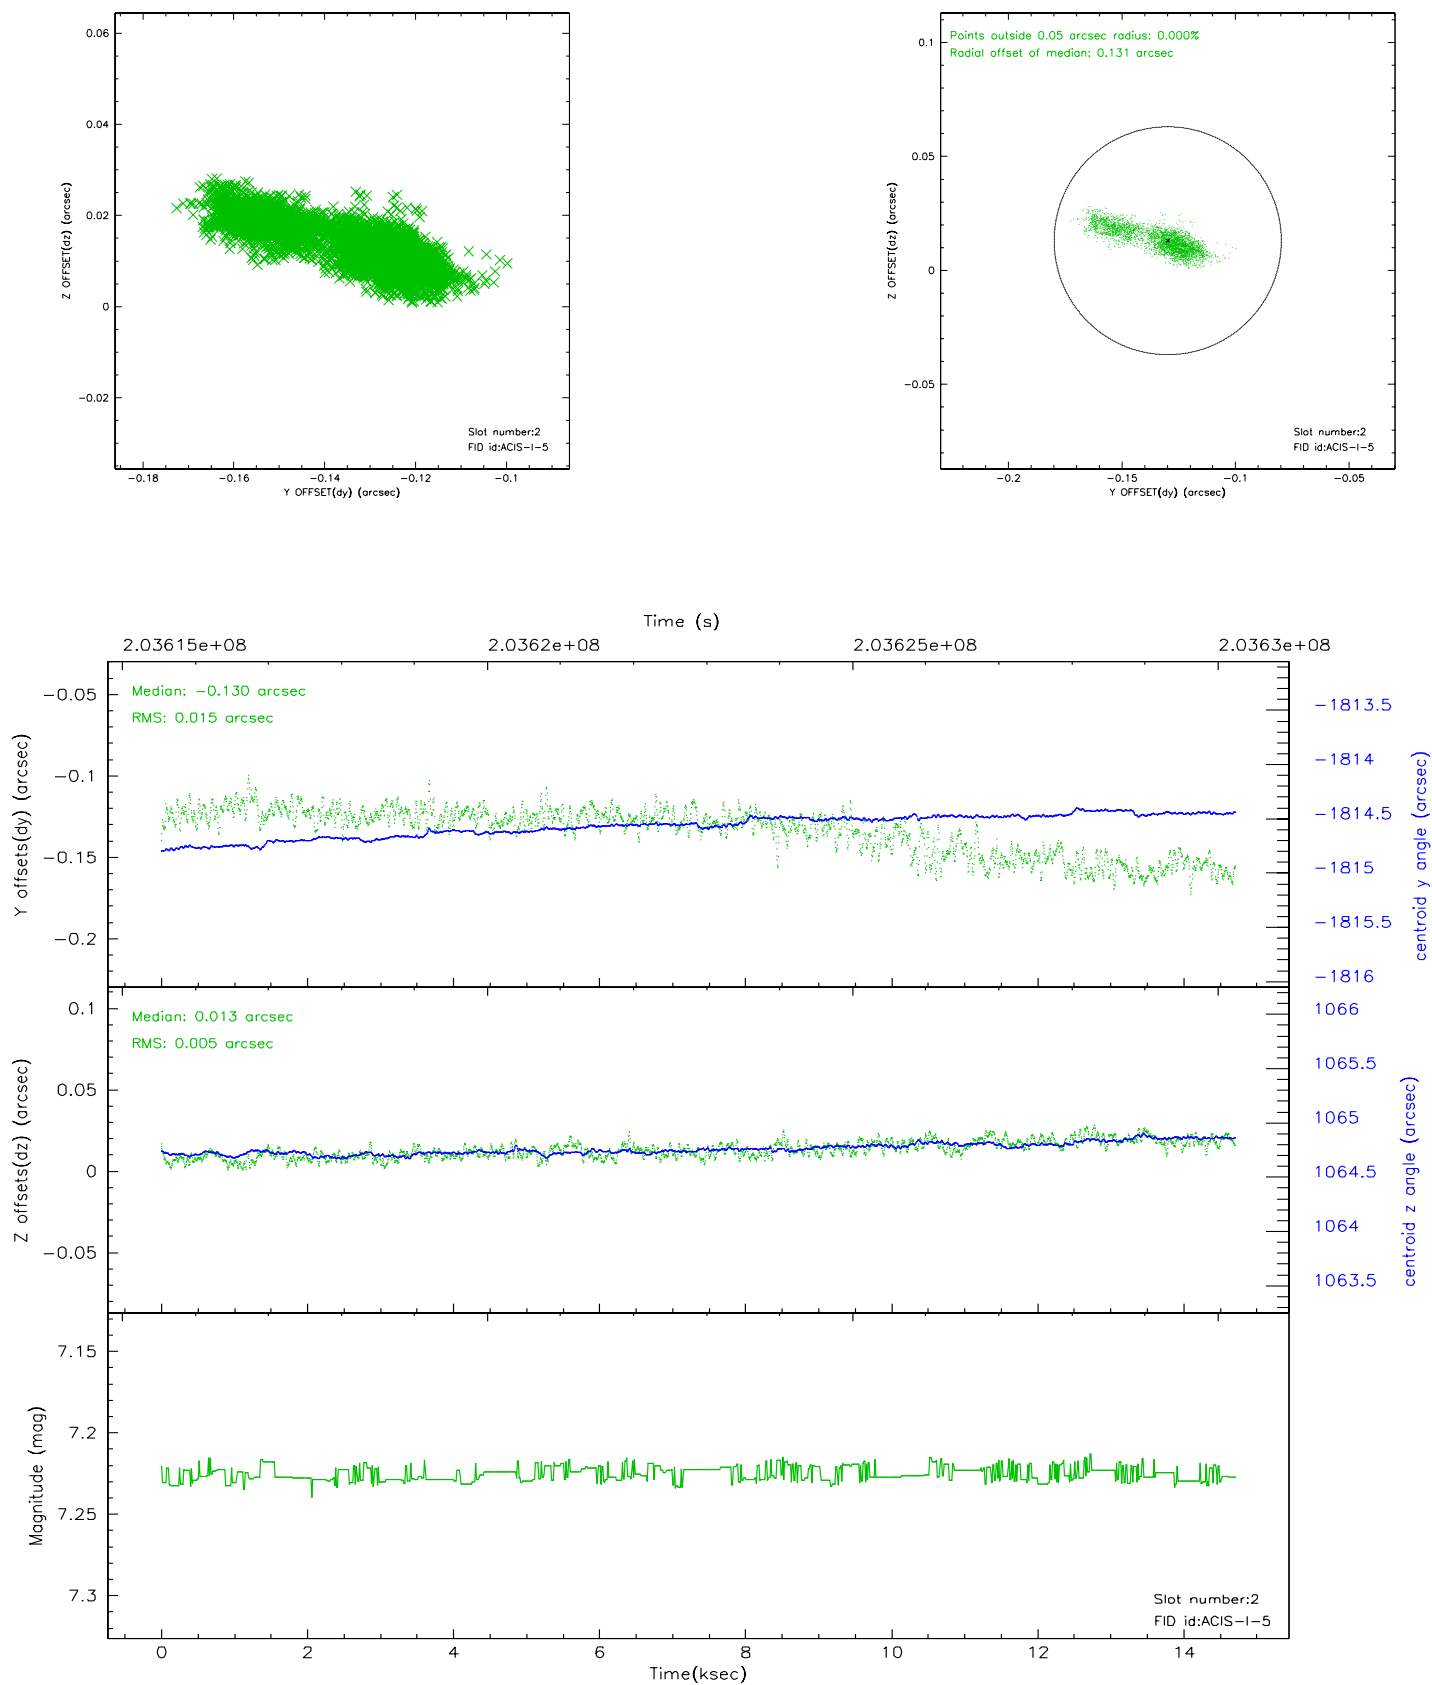 0.06
0.04
0.02
0
-0.02
Z OFFSET(dz) (arcsec)
Slot number:2
FID id:ACIS-I-5
-0.18 -0.16 -0.14 -0.12 -0.1
Y OFFSET(dy) (arcsec)
Points outside 0.05 arcsec radius: 0.000%
Radial offset of median: 0.131 arcsec
0.1
0.05
0
-0.05
Z OFFSET(dz) (arcsec)
Slot number:2
FID id:ACIS-I-5
-0.2 -0.15 -0.1 -0.05
Y OFFSET(dy) (arcsec)
Time (s)
2.03615e+08 2.0362e+08 2.03625e+08 2.0363e+08
Median: -0.130 arcsec
RMS: 0.015 arcsec
-0.05
-0.1
-0.15
-0.2
Y offsets(dy) (arcsec)
-1813.5
-1814
-1814.5
-1815
-1815.5
-1816
centroid y angle (arcsec)
Median: 0.013 arcsec
RMS: 0.005 arcsec
0.1
0.05
0
-0.05
Z offsets(dz) (arcsec)
1066
1065.5
1065
1064.5
1064
1063.5
centroid z angle (arcsec)
7.15
7.2
7.25
7.3
Magnitude (mag)
Slot number:2
FID id:ACIS-I-5
0 2 4 6 8 10 12 14
Time(ksec)